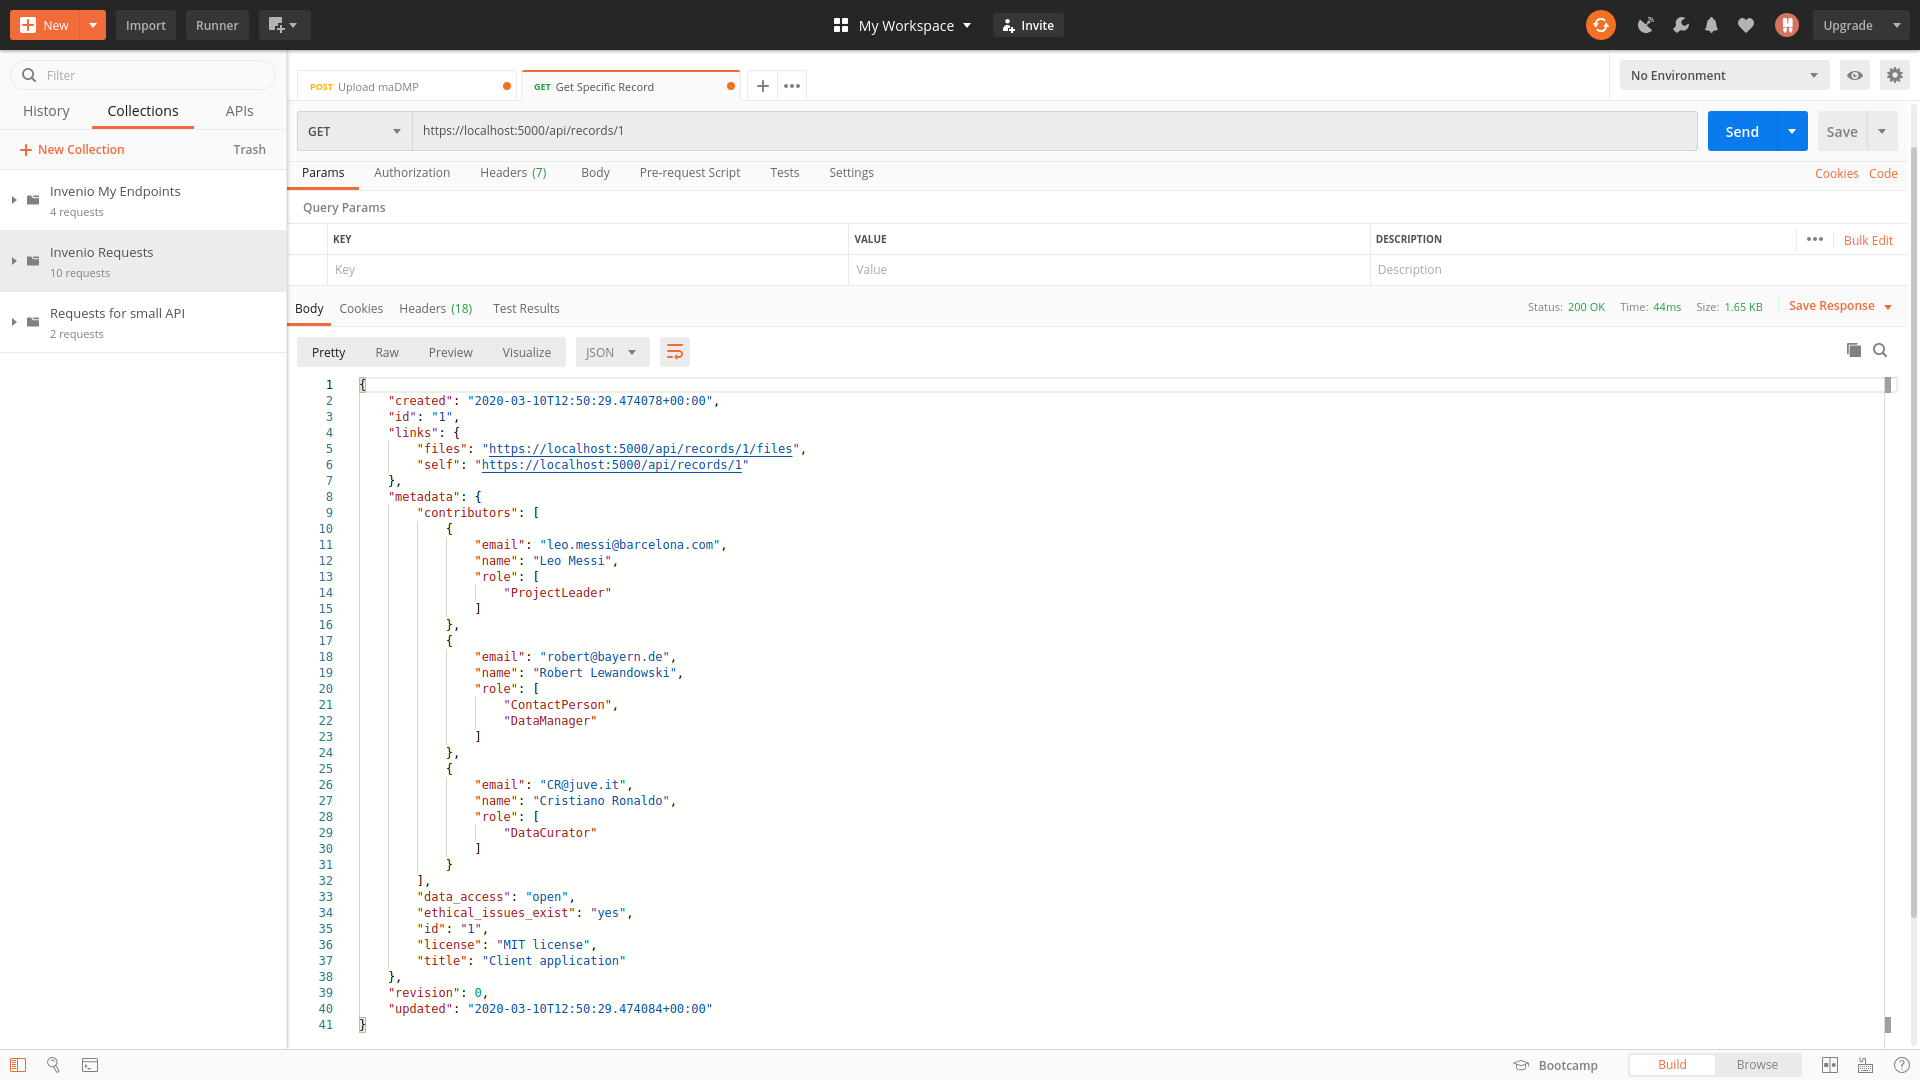 New
Import
Runner
My Workspace
Invite
Upgrade
Filter
History
Collections
APIs
New Collection
Trash
Invenio My Endpoints
4 requests
Invenio Requests
10 requests
Requests for small API
2 requests
POST Upload maDMP
GET Get Specific Record
No Environment
GET
https://localhost:5000/api/records/1
Send
Save
Params
Authorization
Headers (7)
Body
Pre-request Script
Tests
Settings
Cookies
Code
Query Params
KEY
VALUE
DESCRIPTION
Bulk Edit
Key
Value
Description
Body
Cookies
Headers (18)
Test Results
Status: 200 OK
Time: 44ms
Size: 1.65 KB
Save Response
Pretty
Raw
Preview
Visualize
JSON
1 {
2 "created": "2020-03-10T12:50:29.474078+00:00",
3 "id": "1",
4 "links": {
5 "files": "https://localhost:5000/api/records/1/files",
6 "self": "https://localhost:5000/api/records/1"
7 },
8 "metadata": {
9 "contributors": [
10 {
11 "email": "leo.messi@barcelona.com",
12 "name": "Leo Messi",
13 "role": [
14 "ProjectLeader"
15 ]
16 },
17 {
18 "email": "robert@bayern.de",
19 "name": "Robert Lewandowski",
20 "role": [
21 "ContactPerson",
22 "DataManager"
23 ]
24 },
25 {
26 "email": "CR@juve.it",
27 "name": "Cristiano Ronaldo",
28 "role": [
29 "DataCurator"
30 ]
31 }
32 ],
33 "data_access": "open",
34 "ethical_issues_exist": "yes",
35 "id": "1",
36 "license": "MIT license",
37 "title": "Client application"
38 },
39 "revision": 0,
40 "updated": "2020-03-10T12:50:29.474084+00:00"
41 }
Bootcamp
Build
Browse